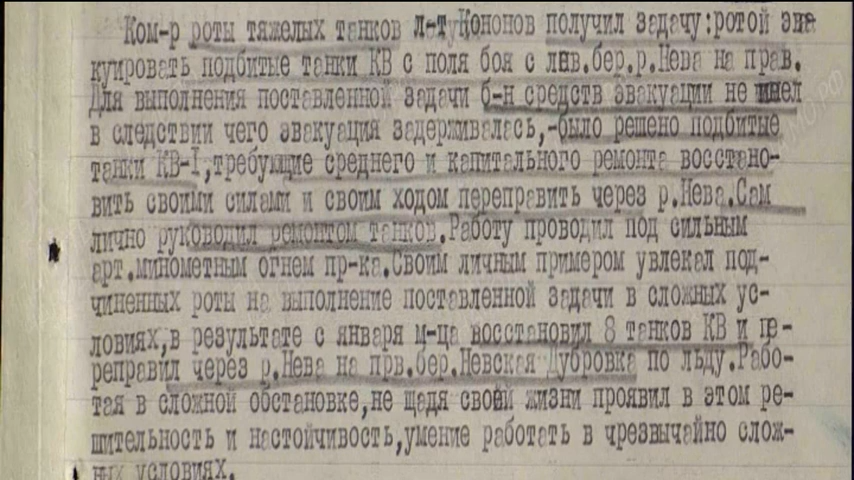 Ком-р роты тяжелых танков л-т Кононов получил задачу:ротой эва
куировать подбитые танки КВ с поля боя с лнв.бер.р.Нева на прав.
Для выполнения поставленной задачи б-н средств эвакуации не имел
в следствии чего эвакуация задерживалась,-было решено подбитые
танки КВ-I,требующие среднего и капитального ремонта восстано-
вить своими силами и своим ходом переправить через р.Нева.Сам
лично руководил ремонтом танков.Работу проводил под сильным
арт.минометным огнем пр-ка.Своим личным примером увлекал под-
чиненных роты на выполнение поставленной задачи в сложных ус-
ловиях,в результате с января м-ца восстановил 8 танков КВ и пе-
реправил через р.Нева на прв.бер.Невская Дубровка по льду.Рабо-
тая в сложной обстановке,не щадя своей жизни проявил в этом ре-
шительность и настойчивость,умение работать в чрезвычайно слож-
ных условиях.